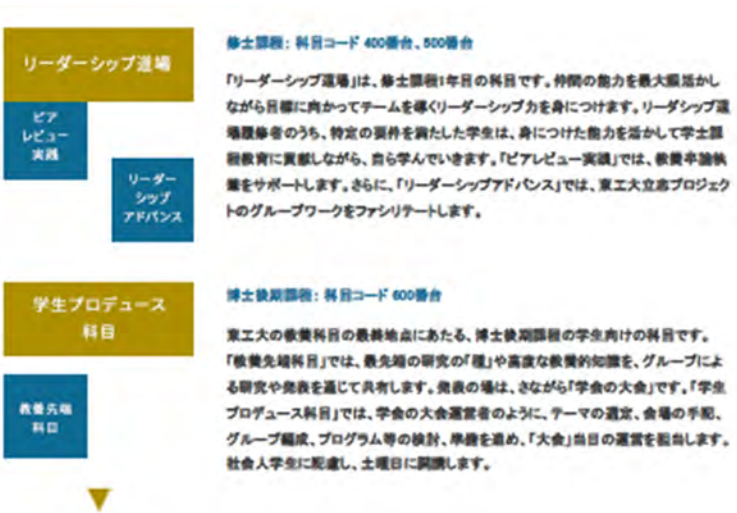 リーダーシップ道場
ピア
レビュー
実践
リーダー
シップ
アドバンス
修士課程: 科目コード 400番台、500番台
「リーダーシップ道場」は、修士課程1年目の科目です。仲間の能力を最大限活かし
ながら目標に向かってチームを導くリーダーシップ力を身につけます。リーダシップ道
場履修者のうち、特定の要件を満たした学生は、身につけた能力を活かして学士課
程教育に貢献しながら、自ら学んでいきます。「ピアレビュー実践」では、教養卒論執
筆をサポートします。さらに、「リーダーシップアドバンス」では、東工大立志プロジェク
トのグループワークをファシリテートします。
学生プロデュース
科目
教養先端
科目
博士後期課程: 科目コード 600番台
東工大の教養科目の最終地点にあたる、博士後期課程の学生向けの科目です。
「教養先端科目」では、最先端の研究の「種」や高度な教養的知識を、グループによ
る研究や発表を通じて共有します。発表の場は、さながら「学会の大会」です。「学生
プロデュース科目」では、学会の大会運営者のように、テーマの選定、会場の手配、
グループ編成、プログラム等の検討、準備を進め、「大会」当日の運営を担当します。
社会人学生に配慮し、土曜日に開講します。